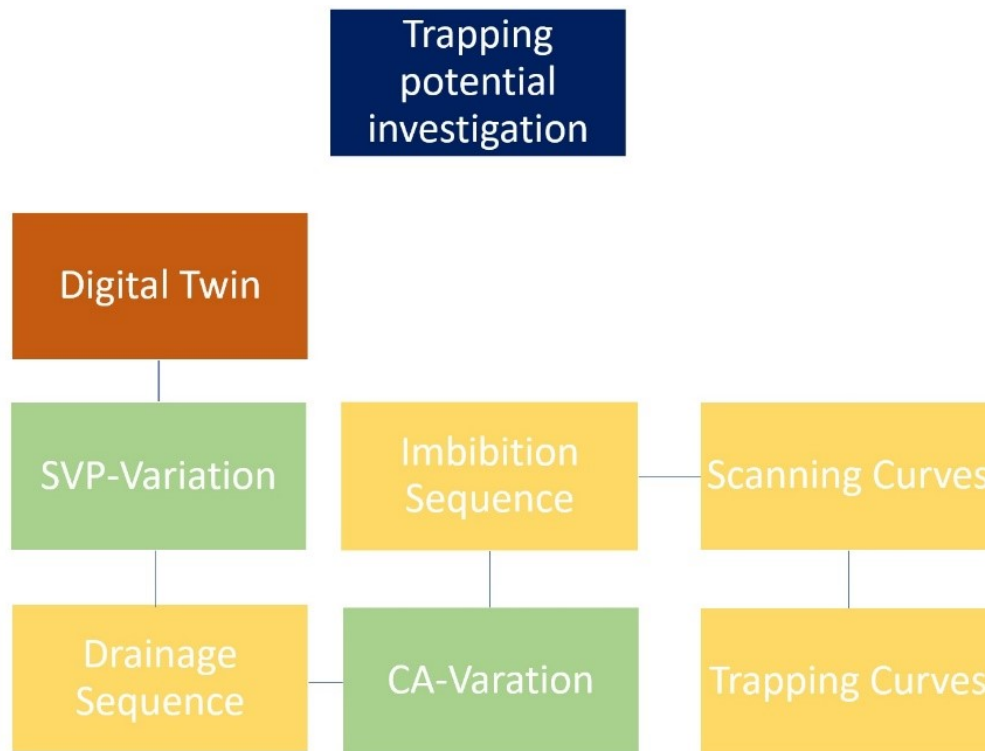 Trapping
potential
investigation
Digital Twin
SVP-Variation
Imbibition
Sequence
Scanning Curves
Drainage
Sequence
CA-Varation
Trapping Curves